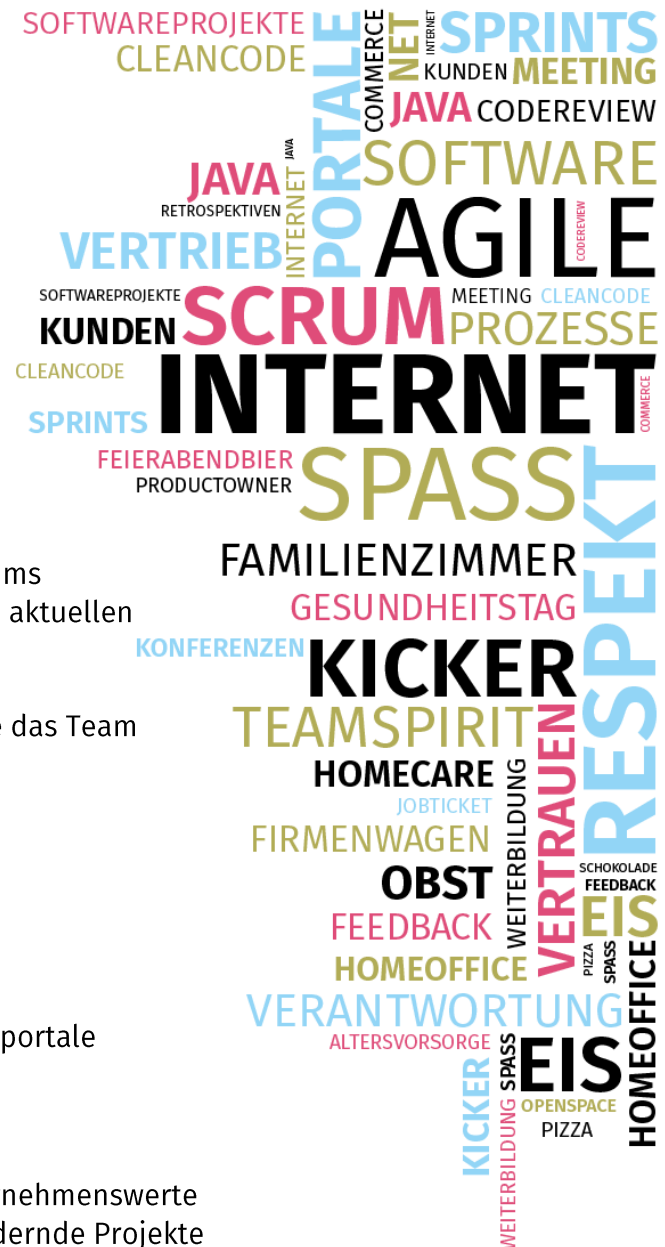 SOFTWAREPROJEKTE
CLEANCODE
PORTALE
COMMERCE
NET
INTERNET
SPRINTS
KUNDEN
MEETING
JAVA
CODEREVIEW
JAVA
SOFTWARE
JAVA
RETROSPEKTIVEN
INTERNET
VERTRIEB
AGILE
CODEREVIEW
SOFTWAREPROJEKTE
SCRUM
MEETING
CLEANCODE
KUNDEN
PROZESSE
CLEANCODE
INTERNET
COMMERCE
SPRINTS
FEIERABENDBIER
SPASS
PRODUCTOWNER
RESPEKT
FAMILIENZIMMER
ms
aktuellen
GESUNDHEITSTAG
KONFERENZEN
KICKER
e das Team
TEAMSPIRIT
VERTRAUEN
HOMECARE
WEITERBILDUNG
JOBTICKET
FIRMENWAGEN
OBST
SCHOKOLADE
FEEDBACK
EIS
FEEDBACK
PIZZA
SPASS
HOMEOFFICE
HOMEOFFICE
VERANTWORTUNG
portale
ALTERSVORSORGE
SPASS
EIS
KICKER
OPENSPACE
PIZZA
WEITERBILDUNG
nehmenswerte
dernde Projekte